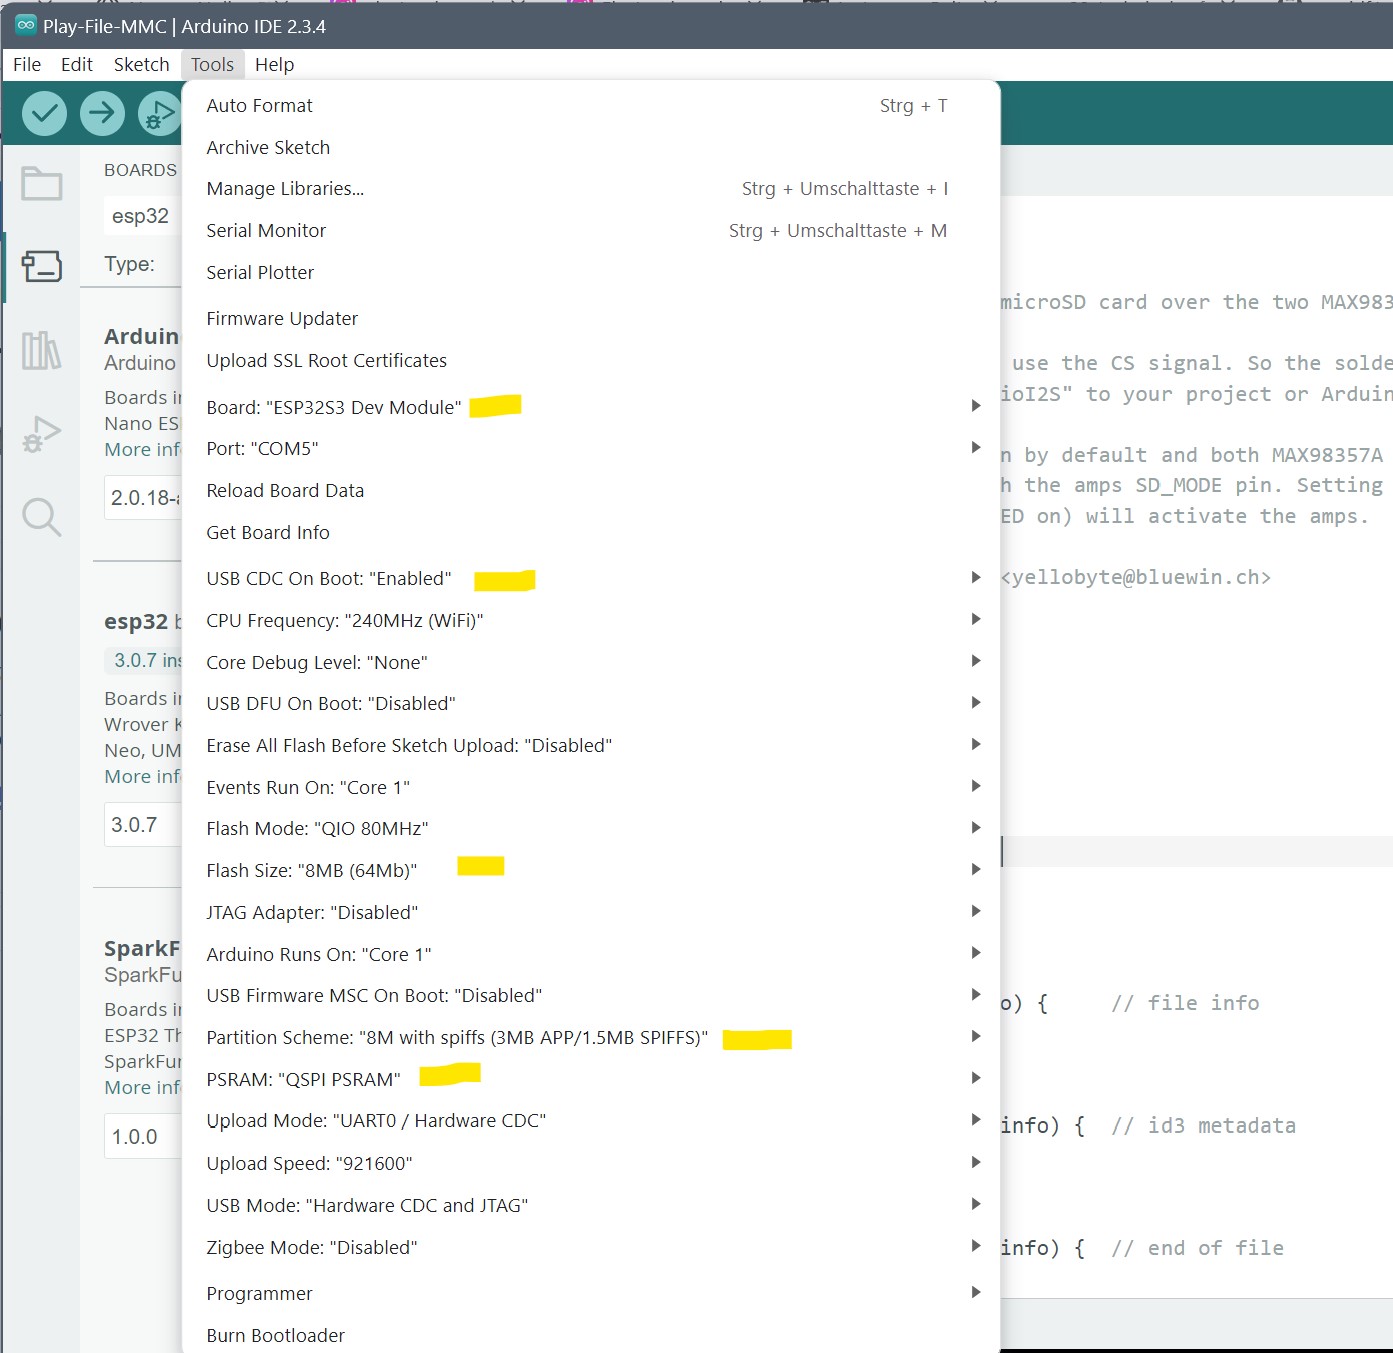 Play-File-MMC | Arduino IDE 2.3.4
File Edit Sketch Tools Help
Auto Format Strg + T
Archive Sketch
BOARDS
Manage Libraries... Strg + Umschalttaste + I
esp32
Serial Monitor Strg + Umschalttaste + M
Type:
Serial Plotter
microSD card over the two MAX983
Firmware Updater
Arduin
Upload SSL Root Certificates
Arduino
use the CS signal. So the solde
Boards i
ioI2S" to your project or Arduin
Board: "ESP32S3 Dev Module"
Nano ES
Port: "COM5"
More inf
n by default and both MAX98357A
Reload Board Data
h the amps SD_MODE pin. Setting
2.0.18-a
ED on) will activate the amps.
Get Board Info
USB CDC On Boot: "Enabled"
<yellobyte@bluewin.ch>
CPU Frequency: "240MHz (WiFi)"
esp32 b
Core Debug Level: "None"
3.0.7 ins
USB DFU On Boot: "Disabled"
Boards i
Wrover K
Erase All Flash Before Sketch Upload: "Disabled"
Neo, UM
More inf
Events Run On: "Core 1"
Flash Mode: "QIO 80MHz"
3.0.7
Flash Size: "8MB (64Mb)"
JTAG Adapter: "Disabled"
Arduino Runs On: "Core 1"
SparkF
SparkFu
USB Firmware MSC On Boot: "Disabled"
Boards i
o) { // file info
Partition Scheme: "8M with spiffs (3MB APP/1.5MB SPIFFS)"
ESP32 Th
SparkFur
PSRAM: "QSPI PSRAM"
More inf
Upload Mode: "UART0 / Hardware CDC"
info) { // id3 metadata
1.0.0
Upload Speed: "921600"
USB Mode: "Hardware CDC and JTAG"
Zigbee Mode: "Disabled"
info) { // end of file
Programmer
Burn Bootloader